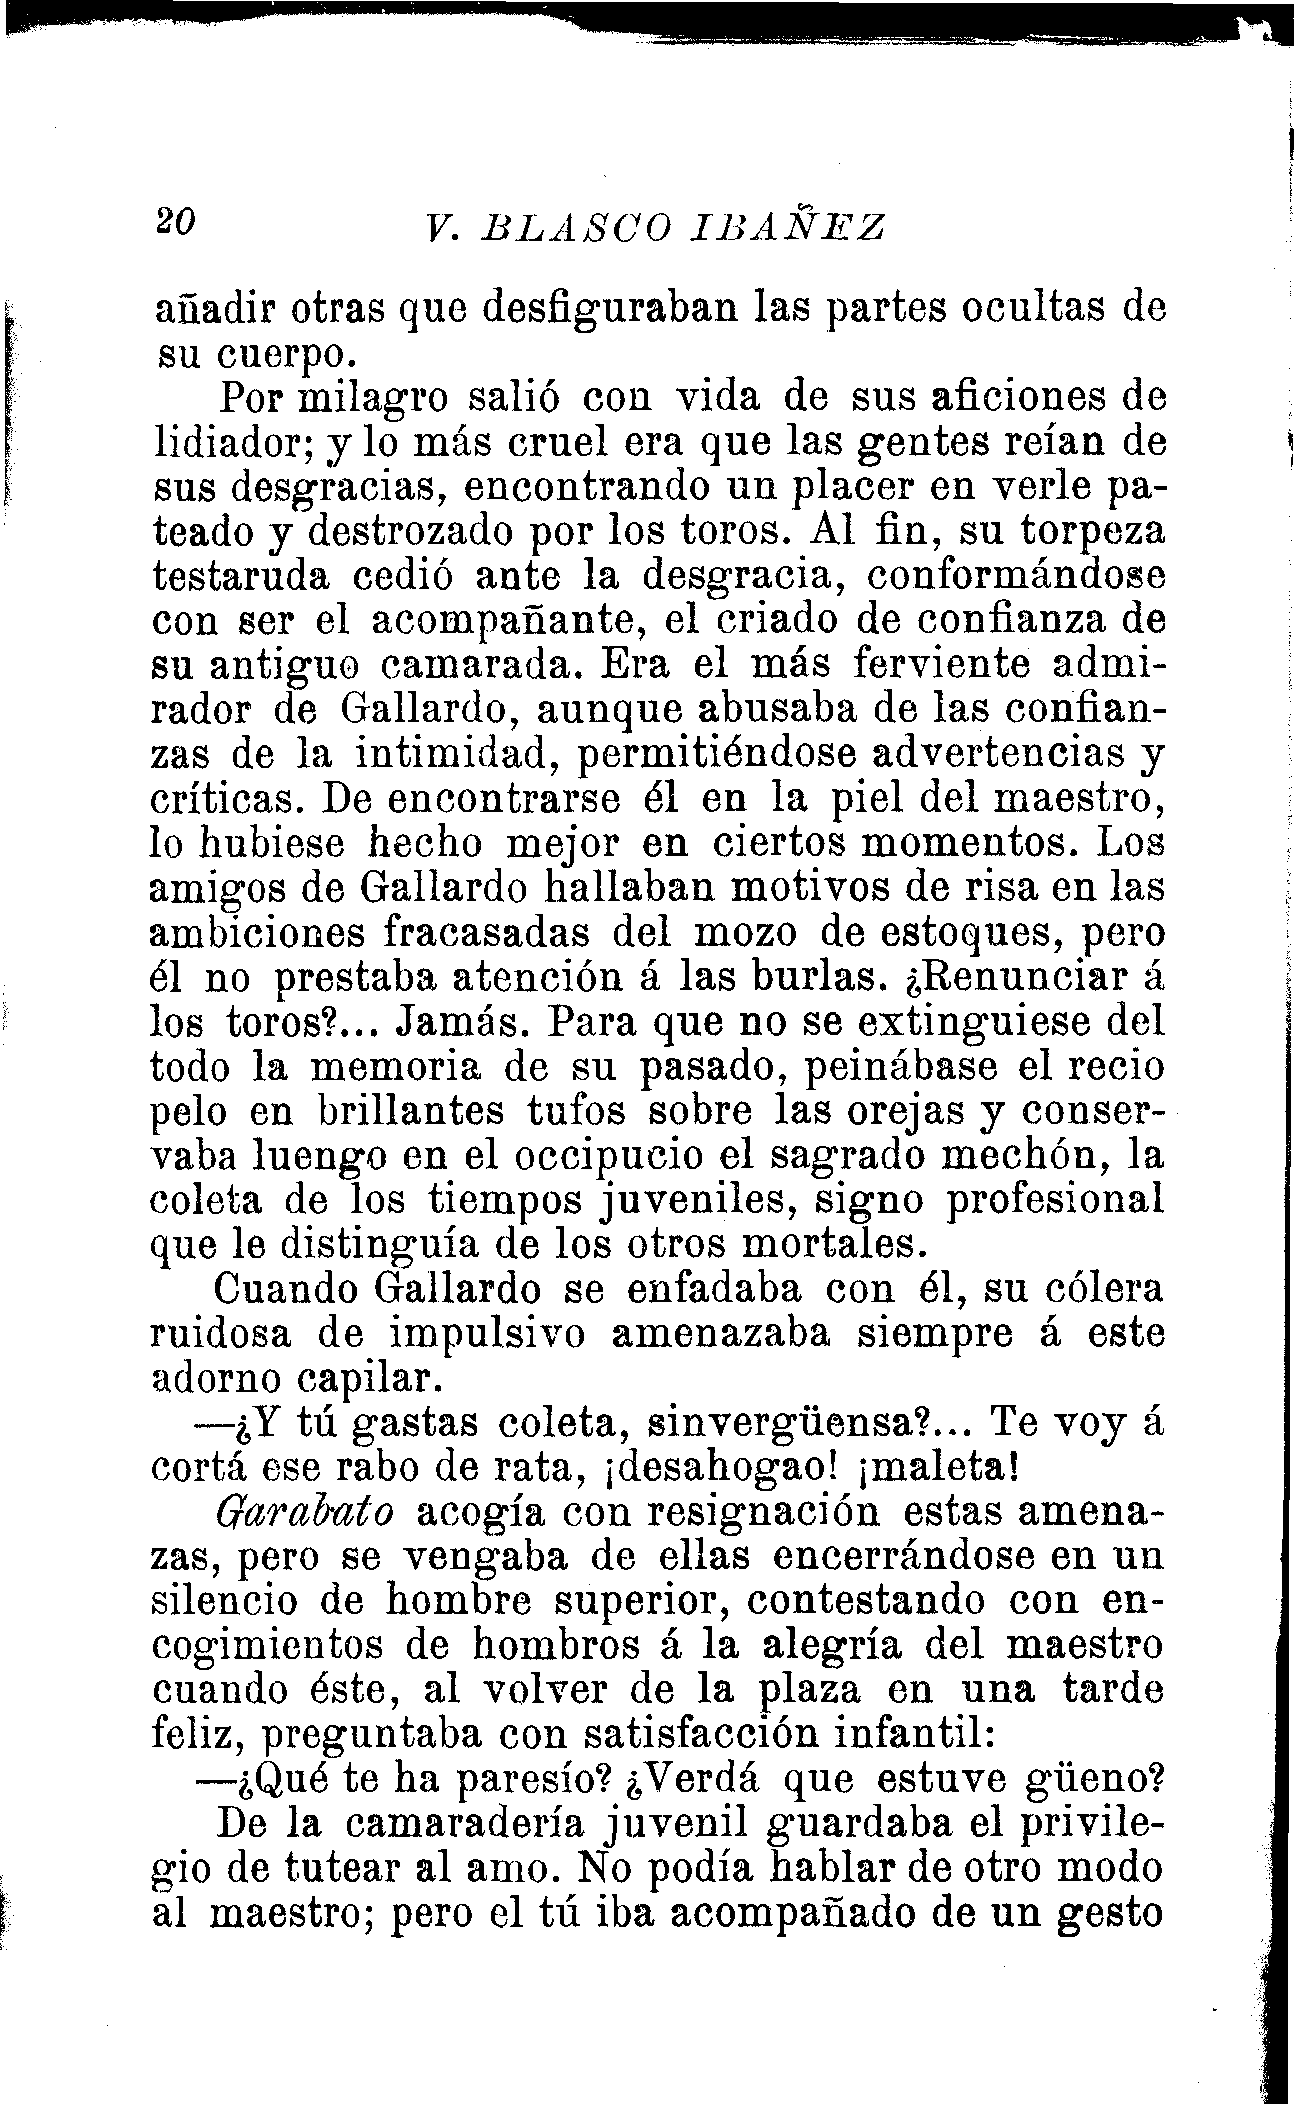 20 V. BLASCO IBAÑEZ
añadir otras que desfiguraban las partes ocultas de
su cuerpo.
Por milagro salió con vida de sus aficiones de
lidiador; y lo más cruel era que las gentes reían de
sus desgracias, encontrando un placer en verle pa-
teado y destrozado por los toros. Al fin, su torpeza
testaruda cedió ante la desgracia, conformándose
con ser el acompañante, el criado de confianza de
su antiguo camarada. Era el más ferviente admi-
rador de Gallardo, aunque abusaba de las confian-
zas de la intimidad, permitiéndose advertencias y
críticas. De encontrarse él en la piel del maestro,
lo hubiese hecho mejor en ciertos momentos. Los
amigos de Gallardo hallaban motivos de risa en las
ambiciones fracasadas del mozo de estoques, pero
él no prestaba atención á las burlas. ¿Renunciar á
los toros?... Jamás. Para que no se extinguiese del
todo la memoria de su pasado, peinábase el recio
pelo en brillantes tufos sobre las orejas y conser-
vaba luengo en el occipucio el sagrado mechón, la
coleta de los tiempos juveniles, signo profesional
que le distinguía de los otros mortales.
Cuando Gallardo se enfadaba con él, su cólera
ruidosa de impulsivo amenazaba siempre á este
adorno capilar.
—¿Y tú gastas coleta, sinvergüensa?... Te voy á
cortá ese rabo de rata, ¡desahogao! ¡maleta!
Garabato acogía con resignación estas amena-
zas, pero se vengaba de ellas encerrándose en un
silencio de hombre superior, contestando con en-
cogimientos de hombros á la alegría del maestro
cuando éste, al volver de la plaza en una tarde
feliz, preguntaba con satisfacción infantil:
—¿Qué te ha paresío? ¿Verdá que estuve güeno?
De la camaradería juvenil guardaba el privile-
gio de tutear al amo. No podía hablar de otro modo
al maestro; pero el tú iba acompañado de un gesto